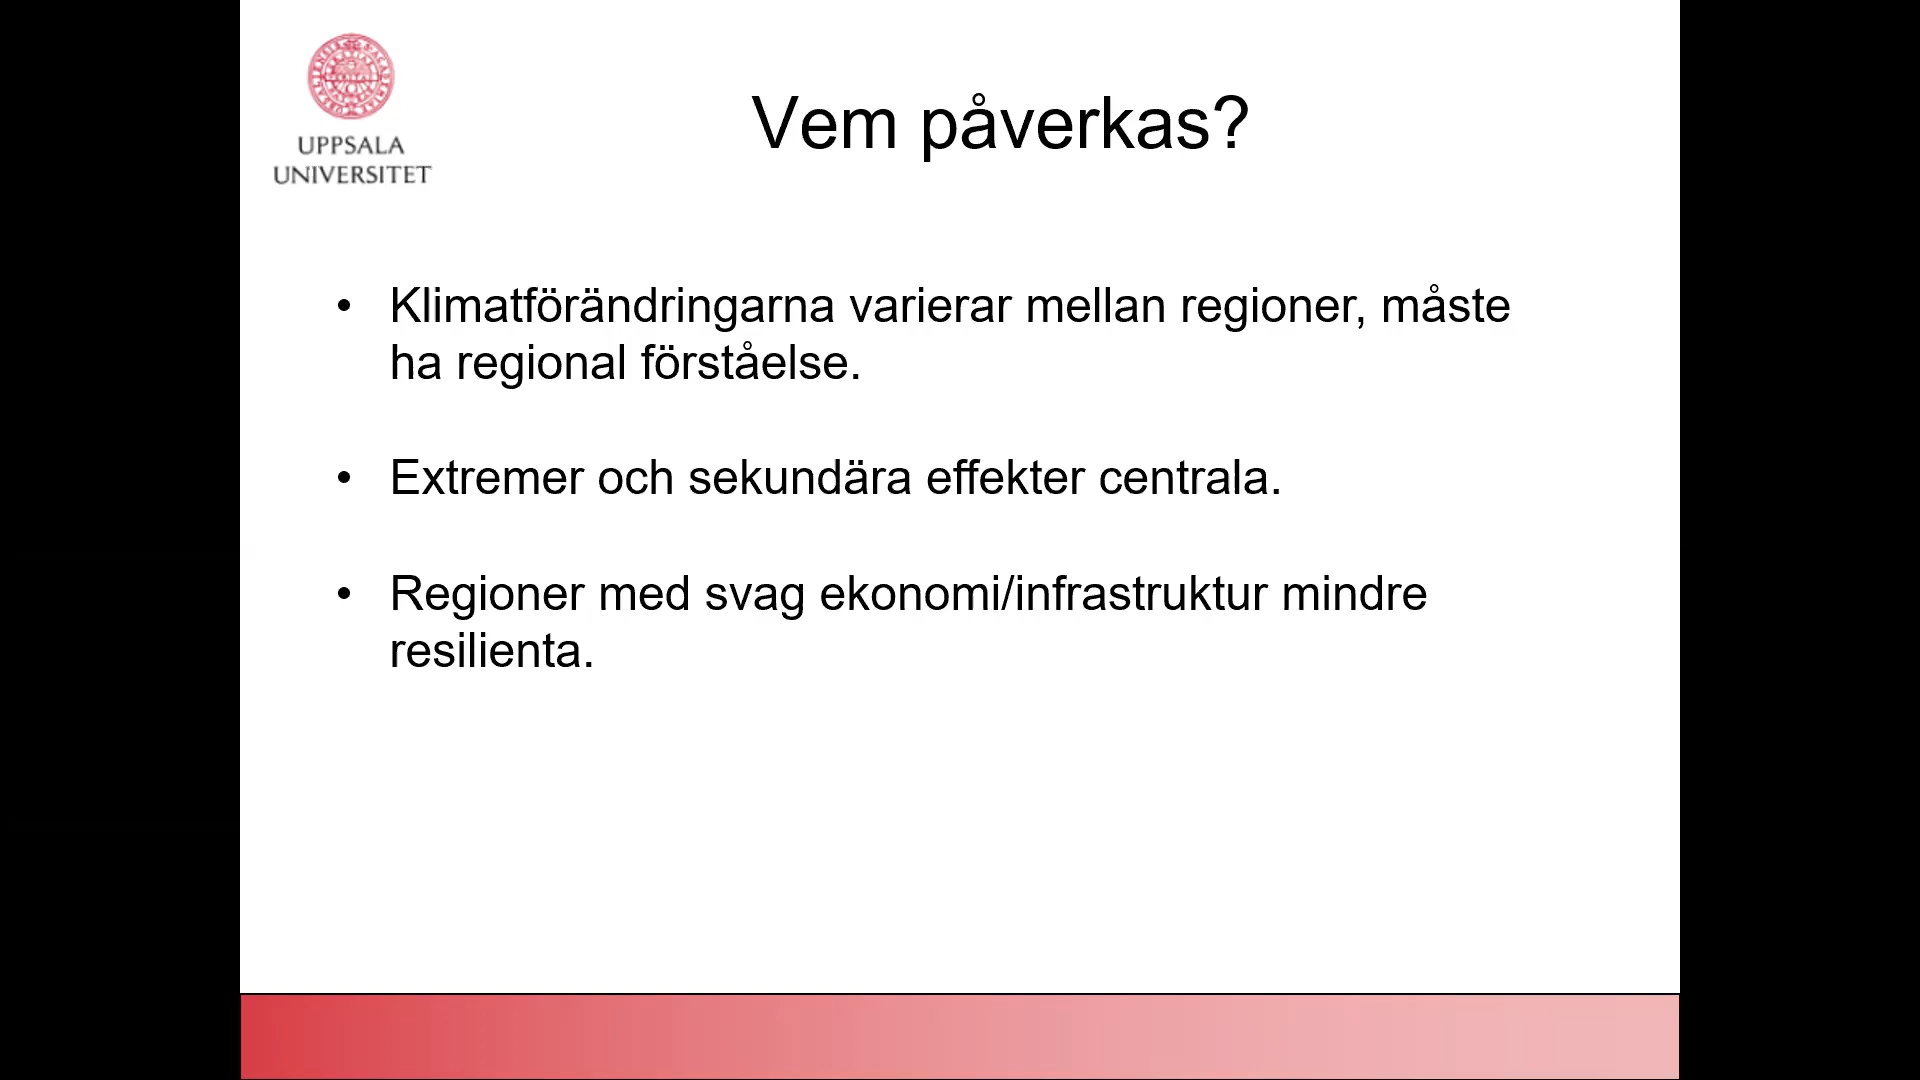 UPPSALA
UNIVERSITET
Vem påverkas?
• Klimatförändringarna varierar mellan regioner, måste
ha regional förståelse.
• Extremer och sekundära effekter centrala.
• Regioner med svag ekonomi/infrastruktur mindre
resilienta.